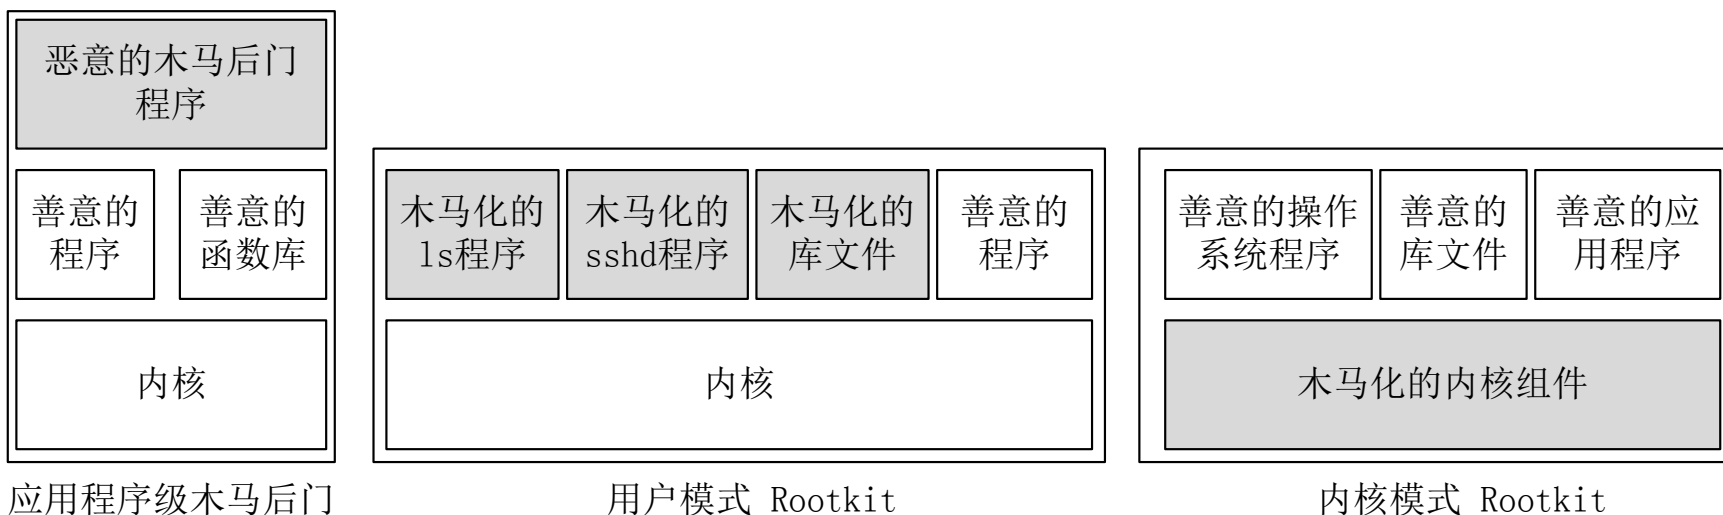 恶意的木马后门
程序
善意的
程序
善意的
函数库
内核
应用程序级木马后门
木马化的
ls程序
木马化的
sshd程序
木马化的
库文件
善意的
程序
内核
用户模式 Rootkit
善意的操作
系统程序
善意的
库文件
善意的应
用程序
木马化的内核组件
内核模式 Rootkit